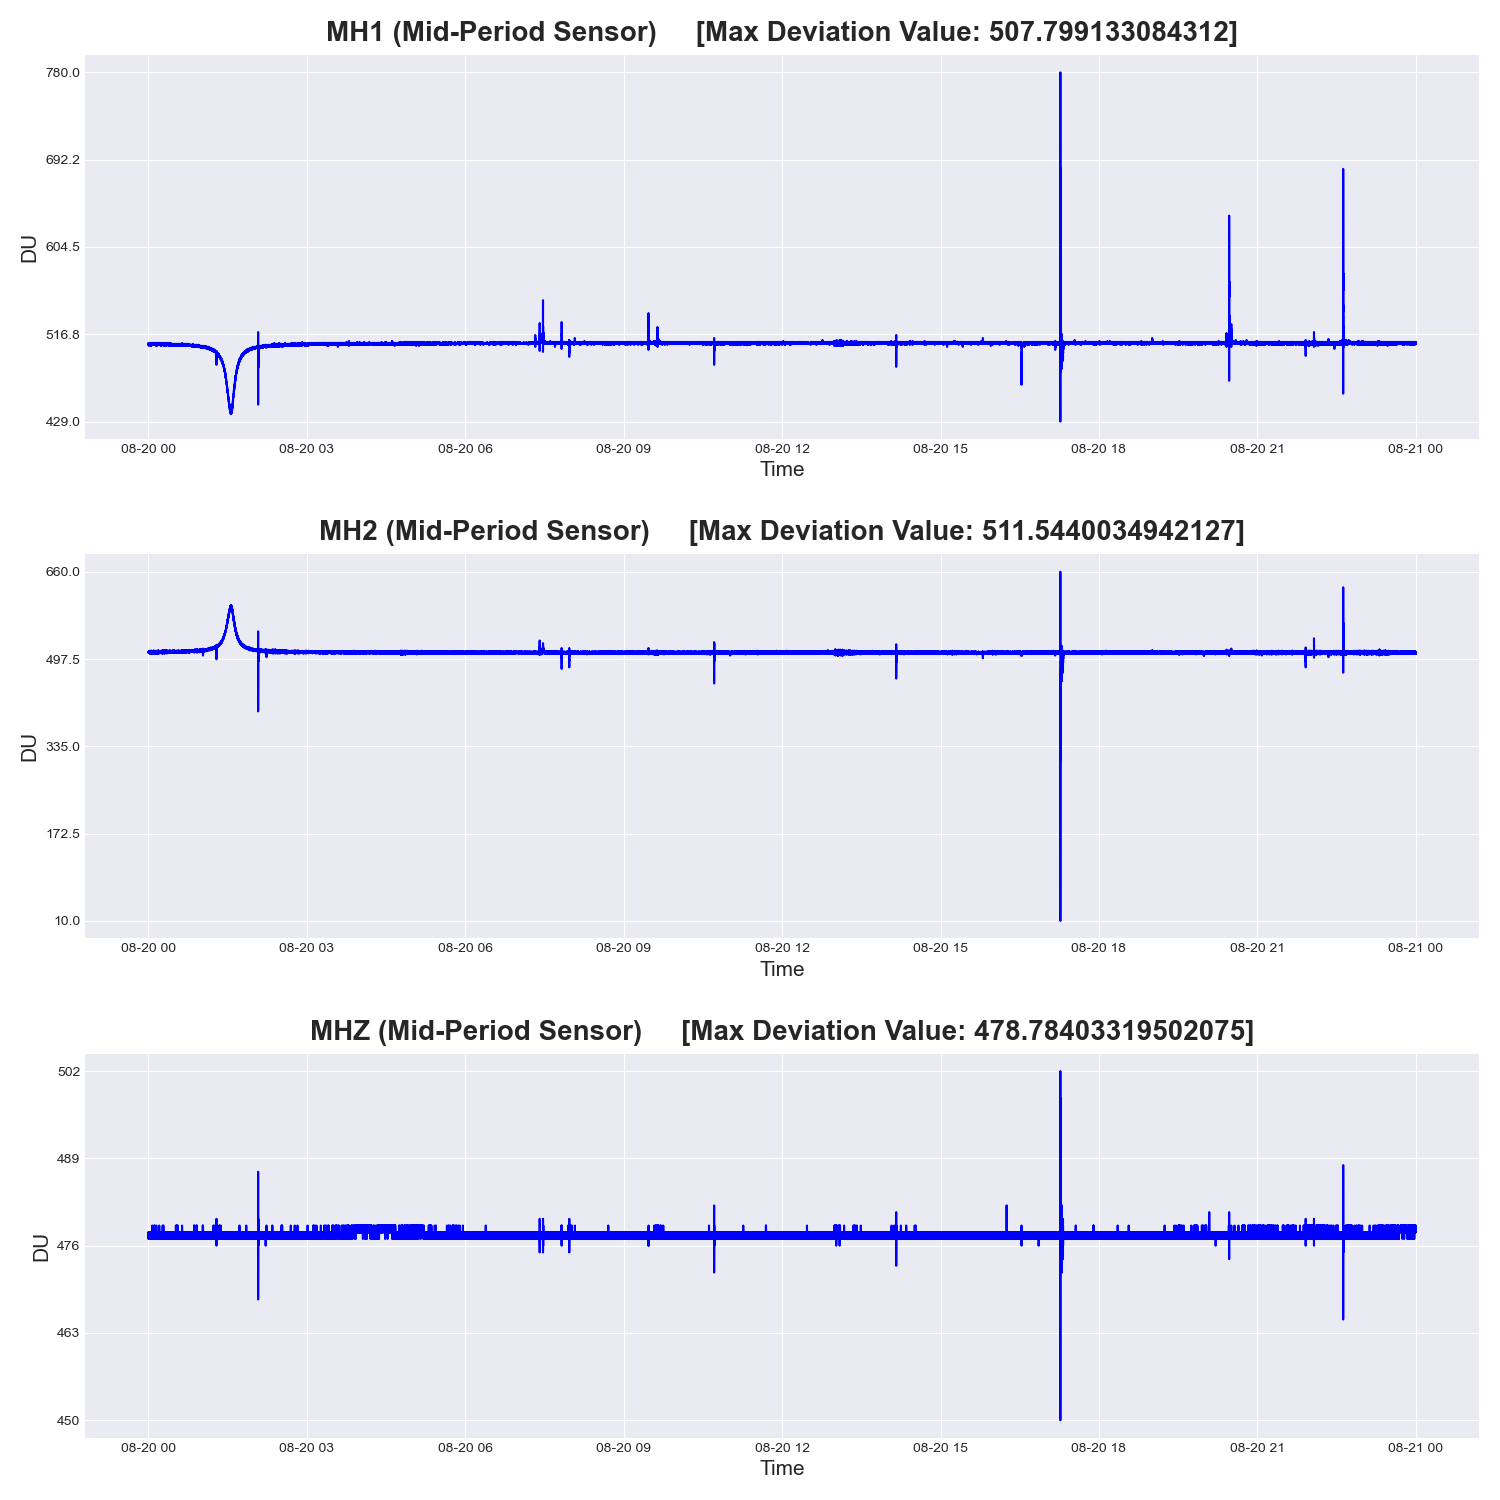 MH1 (Mid-Period Sensor) [Max Deviation Value: 507.799133084312]
780.0
692.2
604.5
516.8
429.0
DU
08-20 00 08-20 03 08-20 06 08-20 09 08-20 12 08-20 15 08-20 18 08-20 21 08-21 00
Time
MH2 (Mid-Period Sensor) [Max Deviation Value: 511.5440034942127]
660.0
497.5
335.0
172.5
10.0
DU
08-20 00 08-20 03 08-20 06 08-20 09 08-20 12 08-20 15 08-20 18 08-20 21 08-21 00
Time
MHZ (Mid-Period Sensor) [Max Deviation Value: 478.78403319502075]
502
489
476
463
450
DU
08-20 00 08-20 03 08-20 06 08-20 09 08-20 12 08-20 15 08-20 18 08-20 21 08-21 00
Time